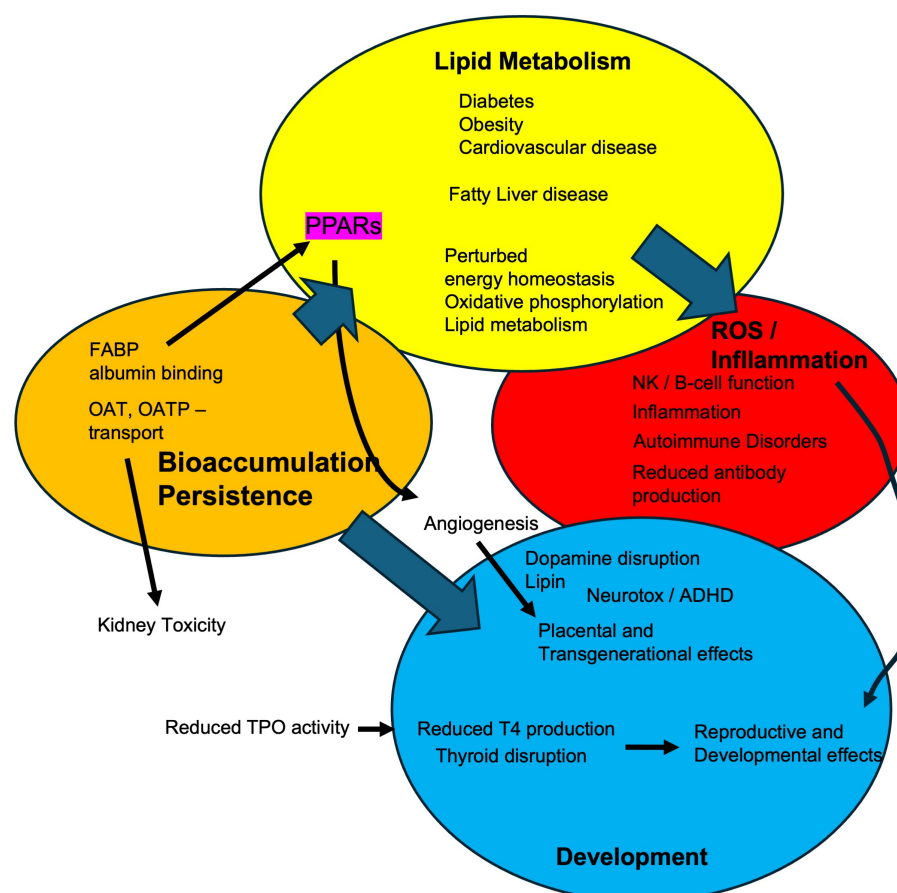 Lipid Metabolism
Diabetes
Obesity
Cardiovascular disease
Fatty Liver disease
PPARs
Perturbed
energy homeostasis
Oxidative phosphorylation
Lipid metabolism
FABP
albumin binding
OAT, OATP –
transport
Bioaccumulation
Persistence
Kidney Toxicity
ROS /
Infllammation
NK / B-cell function
Inflammation
Autoimmune Disorders
Reduced antibody
production
Angiogenesis
Dopamine disruption
Lipin
Neurotox / ADHD
Placental and
Transgenerational effects
Reduced TPO activity
Reduced T4 production
Thyroid disruption
Reproductive and
Developmental effects
Development